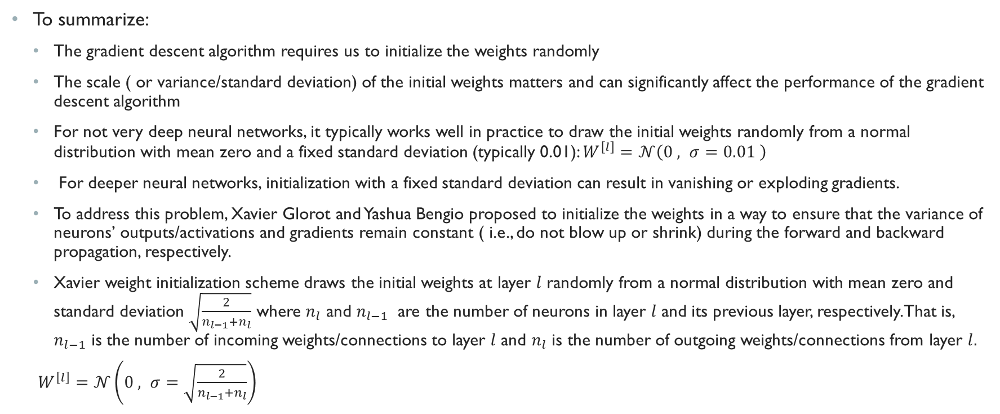 • To summarize:
• The gradient descent algorithm requires us to initialize the weights randomly
• The scale ( or variance/standard deviation) of the initial weights matters and can significantly affect the performance of the gradient
descent algorithm
• For not very deep neural networks, it typically works well in practice to draw the initial weights randomly from a normal
distribution with mean zero and a fixed standard deviation (typically 0.01): $W^{[l]} = \mathcal{N}(0, \sigma = 0.01)$
• For deeper neural networks, initialization with a fixed standard deviation can result in vanishing or exploding gradients.
• To address this problem, Xavier Glorot and Yashua Bengio proposed to initialize the weights in a way to ensure that the variance of
neurons' outputs/activations and gradients remain constant ( i.e., do not blow up or shrink) during the forward and backward
propagation, respectively.
• Xavier weight initialization scheme draws the initial weights at layer $l$ randomly from a normal distribution with mean zero and
standard deviation $\sqrt{\frac{2}{n_{l-1}+n_l}}$ where $n_l$ and $n_{l-1}$ are the number of neurons in layer $l$ and its previous layer, respectively. That is,
$n_{l-1}$ is the number of incoming weights/connections to layer $l$ and $n_l$ is the number of outgoing weights/connections from layer $l$.
$W^{[l]} = \mathcal{N}\left(0, \sigma = \sqrt{\frac{2}{n_{l-1}+n_l}}\right)$